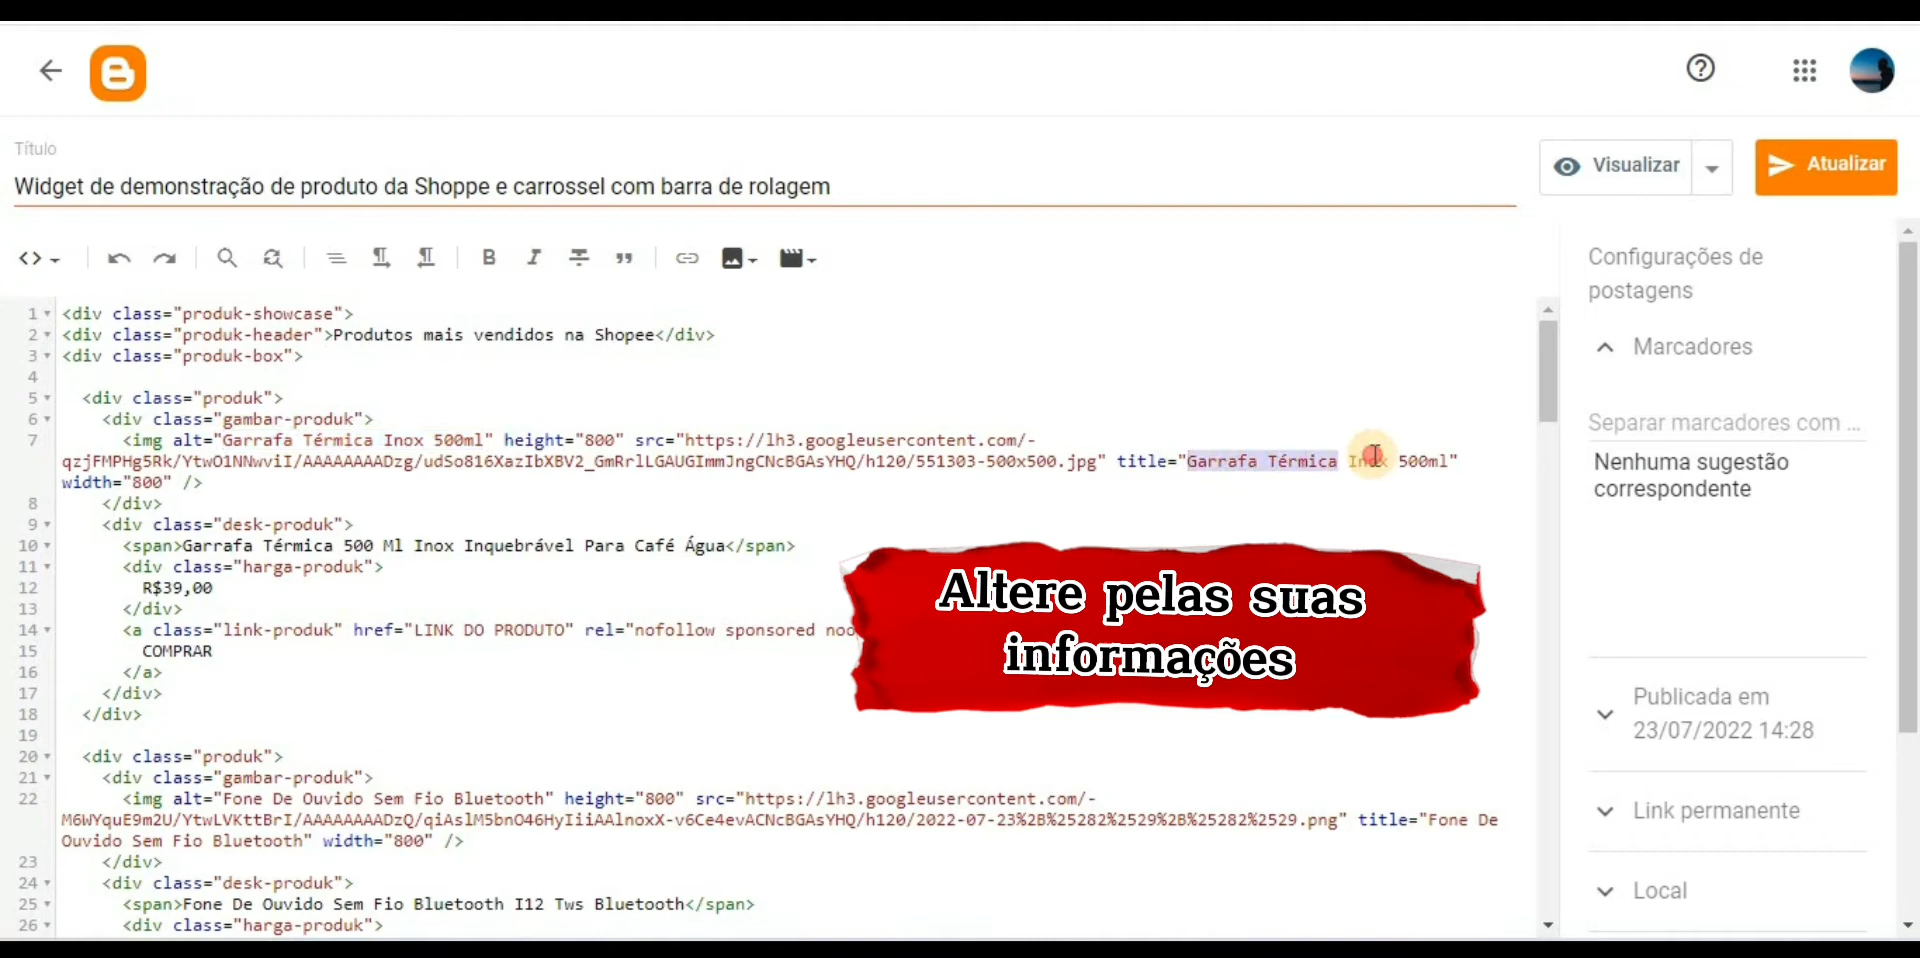 Título
Widget de demonstração de produto da Shoppe e carrossel com barra de rolagem
Visualizar
Atualizar
1 <div class="produk-showcase">
2 <div class="produk-header">Produtos mais vendidos na Shopee</div>
3 <div class="produk-box">
4
5 <div class="produk">
6 <div class="gambar-produk">
7 <img alt="Garrafa Térmica Inox 500ml" height="800" src="https://lh3.googleusercontent.com/-
qzjFMPHg5Rk/YtwO1NNwviI/AAAAAAAADzg/udSo816XazIbXBV2_GmRrlLGAUGImmJngCNcBGAsYHQ/h120/551303-500x500.jpg" title="Garrafa Térmica Inox 500ml"
width="800" />
8 </div>
9 <div class="desk-produk">
10 <span>Garrafa Térmica 500 Ml Inox Inquebrável Para Café Água</span>
11 <div class="harga-produk">
12 R$39,00
13 </div>
14 <a class="link-produk" href="LINK DO PRODUTO" rel="nofollow sponsored noo
15 COMPRAR
16 </a>
17 </div>
18 </div>
19
20 <div class="produk">
21 <div class="gambar-produk">
22 <img alt="Fone De Ouvido Sem Fio Bluetooth" height="800" src="https://lh3.googleusercontent.com/-
M6WYquE9m2U/YtwLVKttBrI/AAAAAAAADzQ/qiAslM5bnO46HyIiiAAlnoxX-v6Ce4evACNcBGAsYHQ/h120/2022-07-23%2B%25282%2529%2B%25282%2529.png" title="Fone De
Ouvido Sem Fio Bluetooth" width="800" />
23 </div>
24 <div class="desk-produk">
25 <span>Fone De Ouvido Sem Fio Bluetooth I12 Tws Bluetooth</span>
26 <div class="harga-produk">
Altere pelas suas
informações
Configurações de
postagens
Marcadores
Separar marcadores com ...
Nenhuma sugestão
correspondente
Publicada em
23/07/2022 14:28
Link permanente
Local